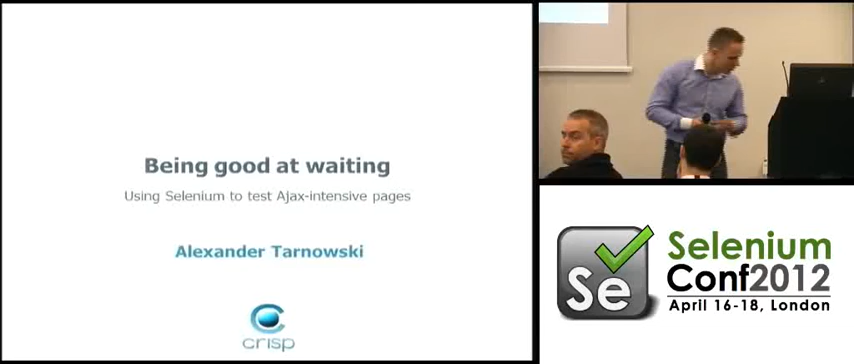 Being good at waiting
Using Selenium to test Ajax-intensive pages
Alexander Tarnowski
crisp
Se
Selenium
Conf2012
April 16-18, London